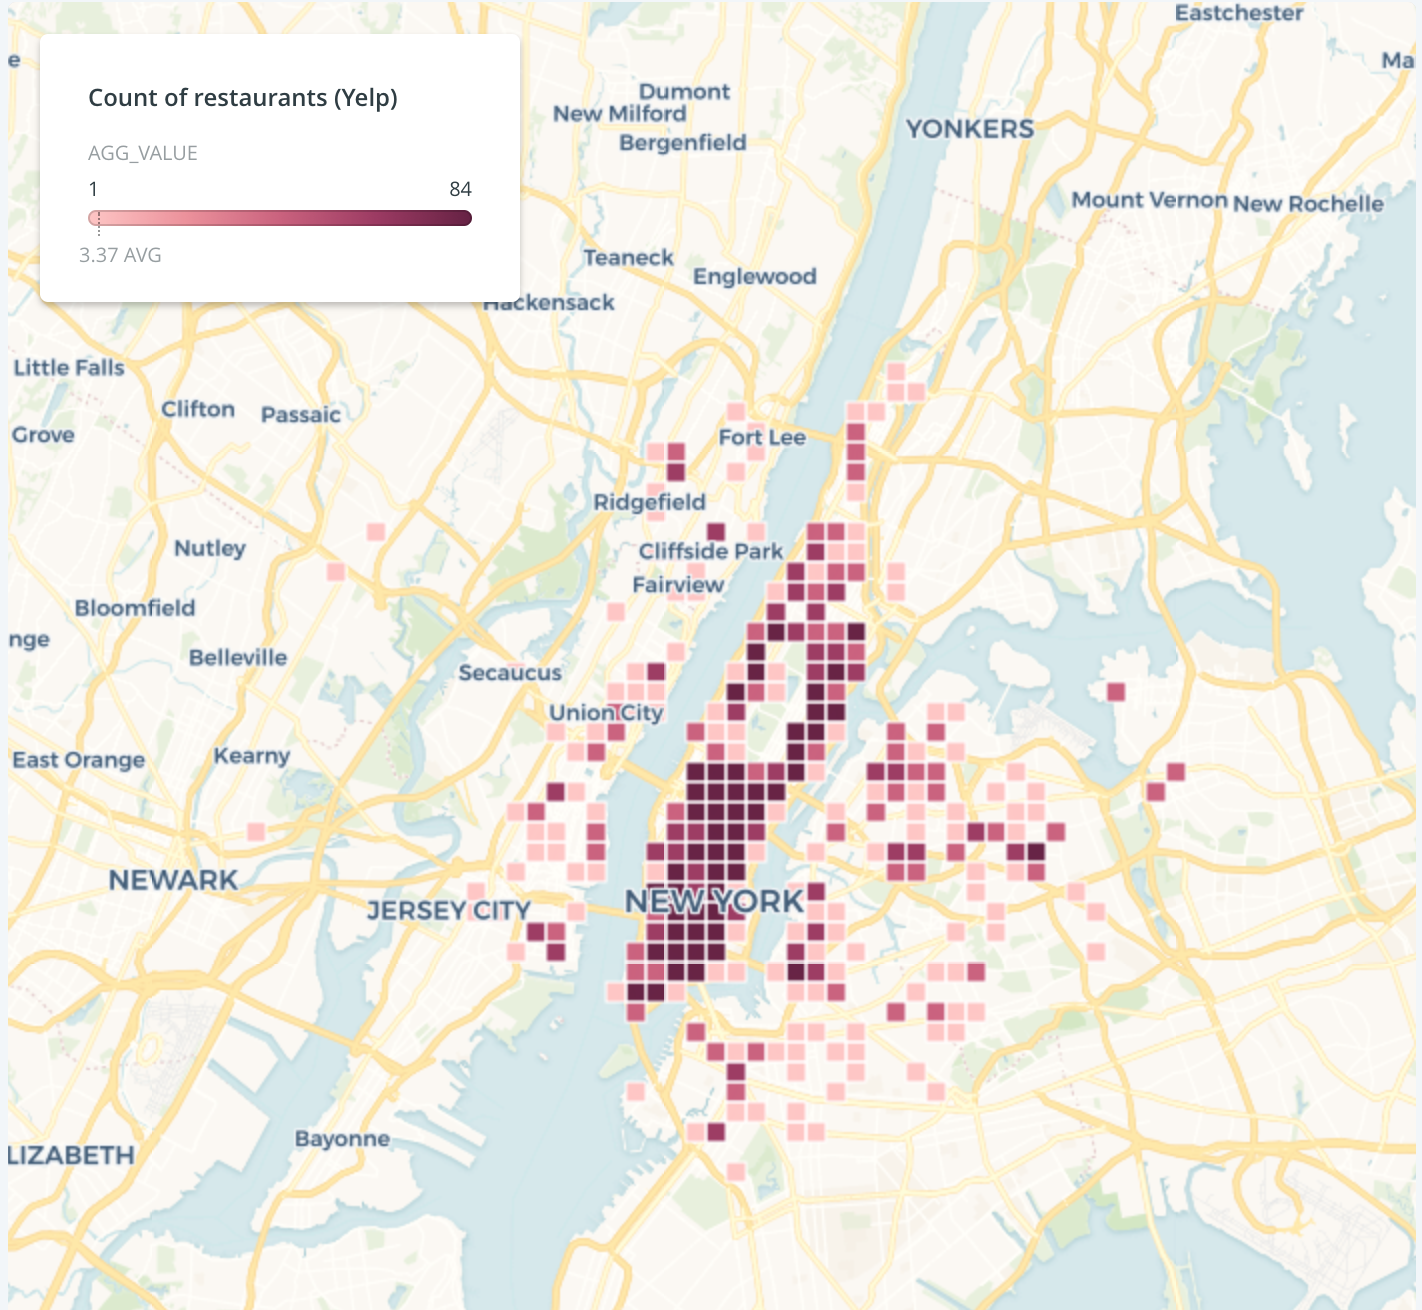 Eastchester
e
Ma
Count of restaurants (Yelp)
Dumont
New Milford
YONKERS
Bergenfield
AGG_VALUE
1
84
Mount Vernon
New Rochelle
3.37 AVG
Teaneck
Englewood
Hackensack
Little Falls
Clifton
Passaic
Grove
Fort Lee
Ridgefield
Nutley
Cliffside Park
Fairview
Bloomfield
nge
Belleville
Secaucus
Union City
East Orange
Kearny
NEWARK
NEW YORK
JERSEY CITY
Bayonne
LIZABETH